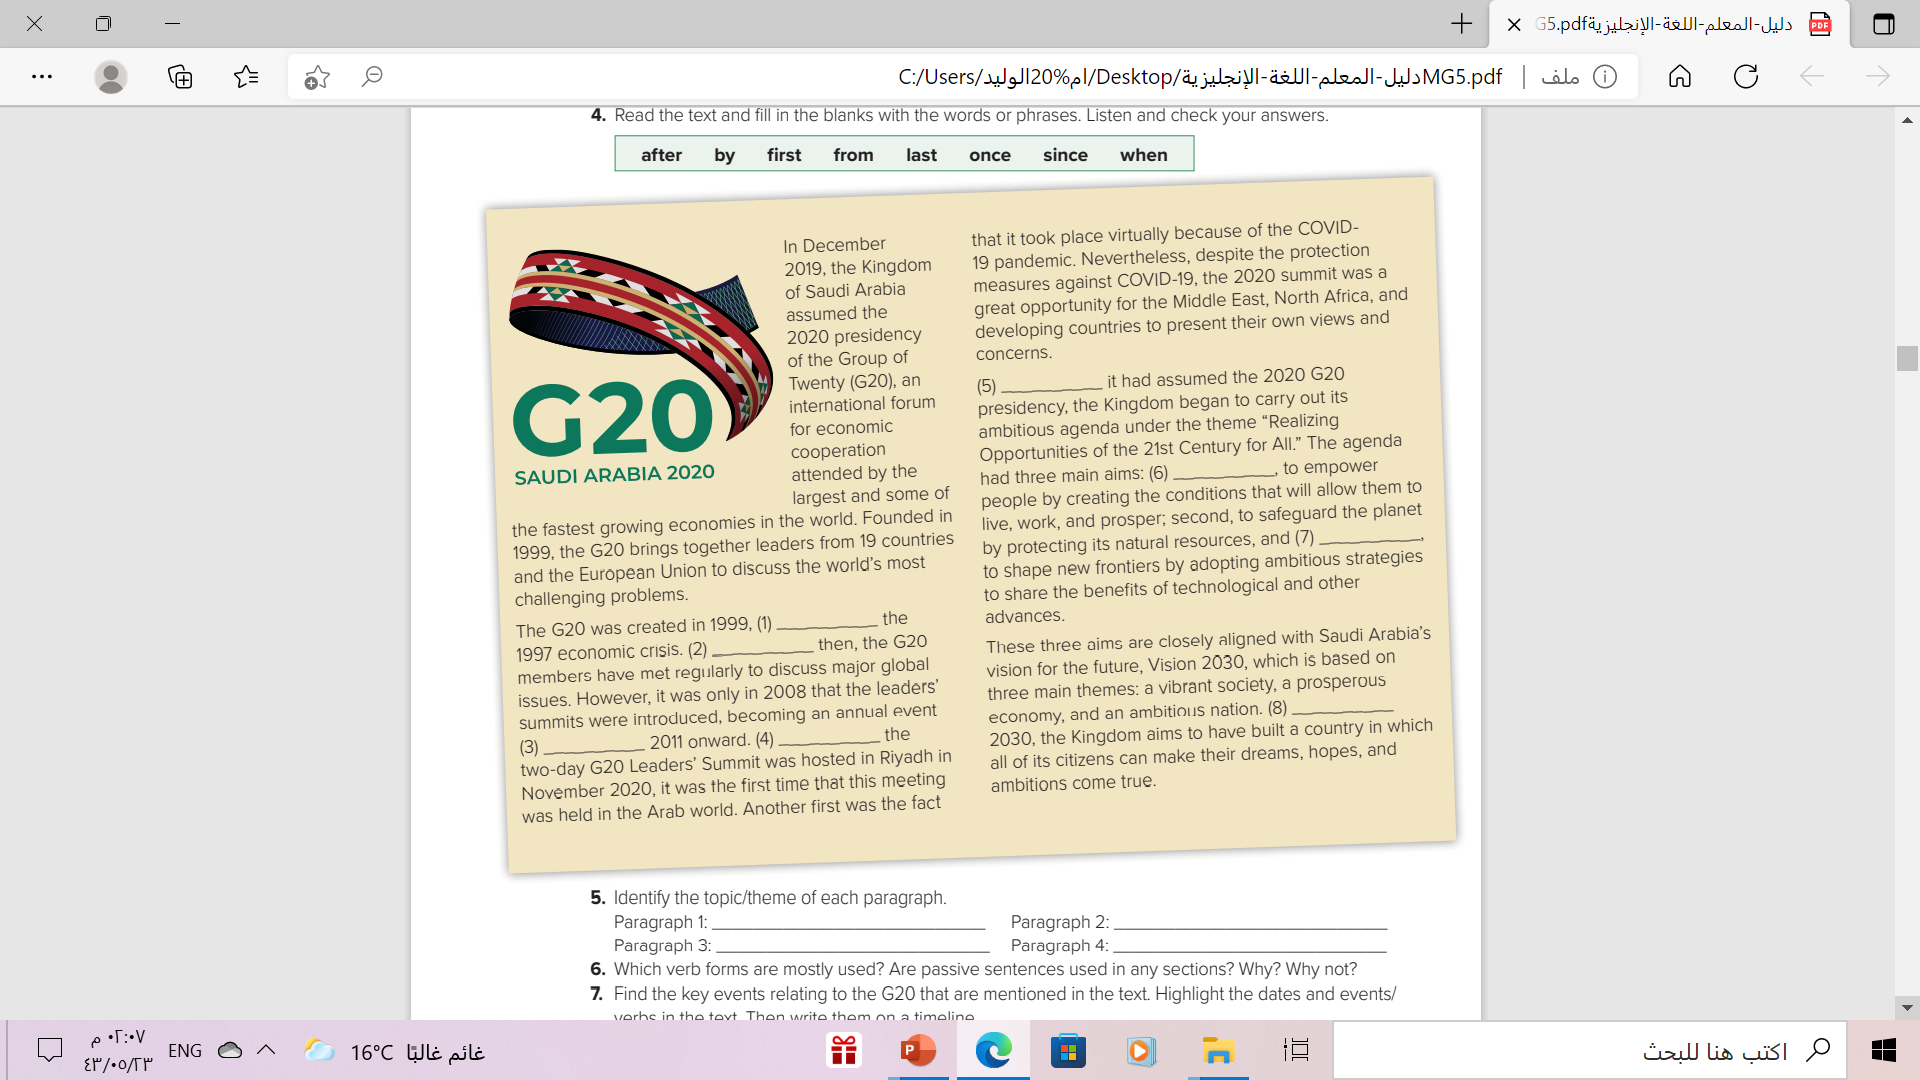 دليل-المعلم-اللغة-الإنجليزيةG5.pdf
C:/Users/ام%20الوليد/Desktop/دليل-المعلم-اللغة-الإنجليزيةMG5.pdf | ملف
4. Read the text and fill in the blanks with the words or phrases. Listen and check your answers.
after by first from last once since when
G20
SAUDI ARABIA 2020
In December
2019, the Kingdom
of Saudi Arabia
assumed the
2020 presidency
of the Group of
Twenty (G20), an
international forum
for economic
cooperation
attended by the
largest and some of
the fastest growing economies in the world. Founded in
1999, the G20 brings together leaders from 19 countries
and the European Union to discuss the world's most
challenging problems.
The G20 was created in 1999, (1) __________ the
1997 economic crisis. (2) __________ then, the G20
members have met regularly to discuss major global
issues. However, it was only in 2008 that the leaders'
summits were introduced, becoming an annual event
(3) __________ 2011 onward. (4) __________ the
two-day G20 Leaders' Summit was hosted in Riyadh in
November 2020, it was the first time that this meeting
was held in the Arab world. Another first was the fact
that it took place virtually because of the COVID-
19 pandemic. Nevertheless, despite the protection
measures against COVID-19, the 2020 summit was a
great opportunity for the Middle East, North Africa, and
developing countries to present their own views and
concerns.
(5) __________ it had assumed the 2020 G20
presidency, the Kingdom began to carry out its
ambitious agenda under the theme “Realizing
Opportunities of the 21st Century for All.” The agenda
had three main aims: (6) __________, to empower
people by creating the conditions that will allow them to
live, work, and prosper; second, to safeguard the planet
by protecting its natural resources, and (7) __________,
to shape new frontiers by adopting ambitious strategies
to share the benefits of technological and other
advances.
These three aims are closely aligned with Saudi Arabia's
vision for the future, Vision 2030, which is based on
three main themes: a vibrant society, a prosperous
economy, and an ambitious nation. (8) __________
2030, the Kingdom aims to have built a country in which
all of its citizens can make their dreams, hopes, and
ambitions come true.
5. Identify the topic/theme of each paragraph.
Paragraph 1: __________ Paragraph 2: __________
Paragraph 3: __________ Paragraph 4: __________
6. Which verb forms are mostly used? Are passive sentences used in any sections? Why? Why not?
7. Find the key events relating to the G20 that are mentioned in the text. Highlight the dates and events/
verbs in the text. Then write them on a timeline.
٠٢:٠٧ م
٤٣/٠٥/٢٣
ENG
16°C غائم غالبًا
اكتب هنا للبحث